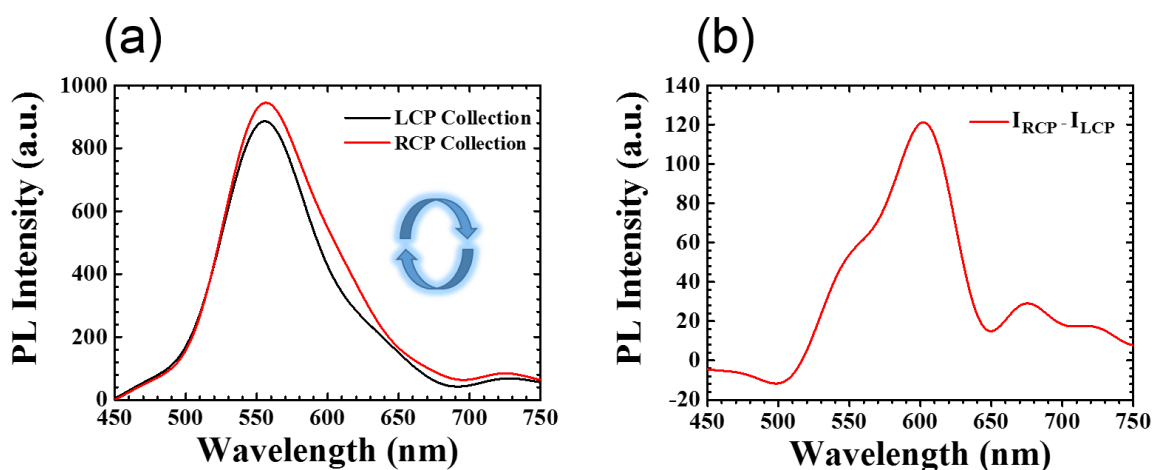 (a)
(b)
PL Intensity (a.u.)
1000
800
600
400
200
0
450 500 550 600 650 700 750
Wavelength (nm)
LCP Collection
RCP Collection
PL Intensity (a.u.)
140
120
100
80
60
40
20
0
-20
450 500 550 600 650 700 750
Wavelength (nm)
I_RCP - I_LCP